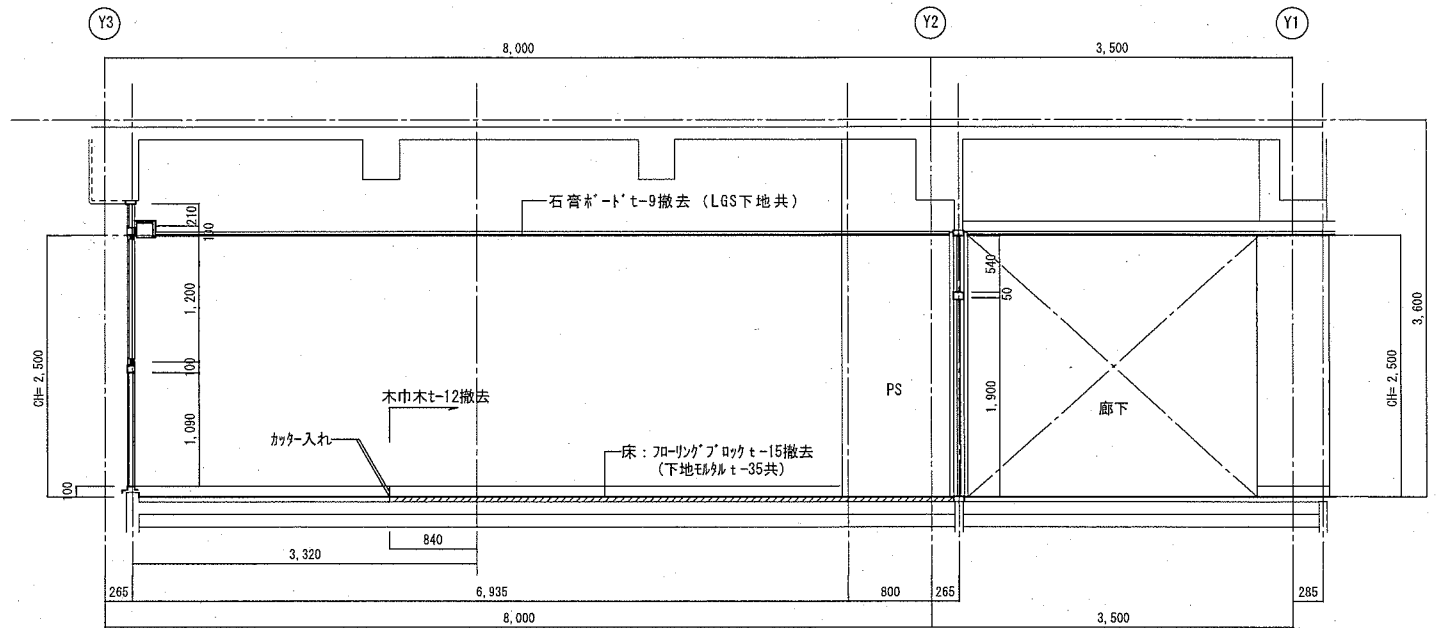 Y3
Y2
Y1
8,000
3,500
石膏ボードt-9撤去 (LGS下地共)
210
100
1,200
100
1,090
100
CH=2,500
木巾木t-12撤去
カッター入れ
床：フローリングブロックt-15撤去
(下地モルタルt-35共)
PS
540
50
1,900
廊下
CH=2,500
3,600
840
3,320
265
6,935
800
265
285
8,000
3,500